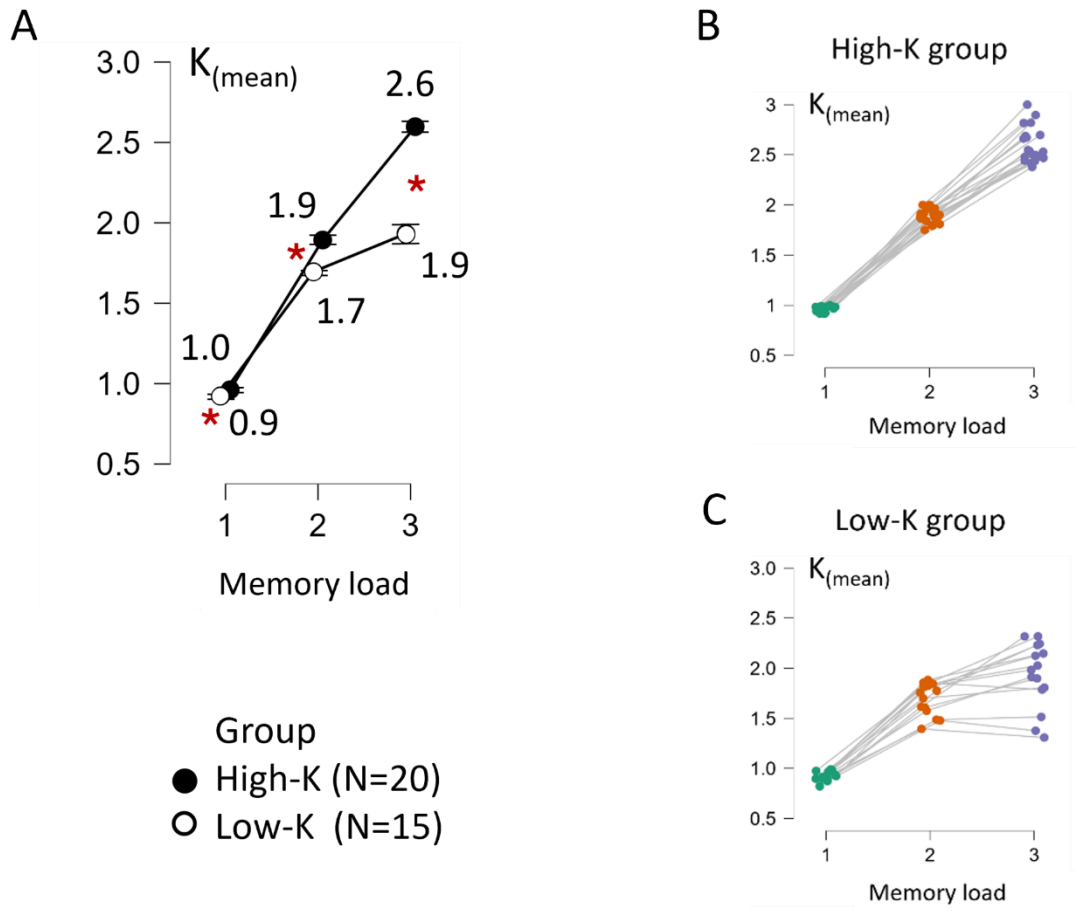 A
K(mean)
3.0
2.5
2.0
1.5
1.0
0.5
2.6
*
1.9
*
1.9
1.7
1.0
*
0.9
1 2 3
Memory load
Group
High-K (N=20)
Low-K (N=15)
B
High-K group
K(mean)
3
2.5
2
1.5
1
0.5
1 2 3
Memory load
C
Low-K group
K(mean)
3.0
2.5
2.0
1.5
1.0
0.5
1 2 3
Memory load